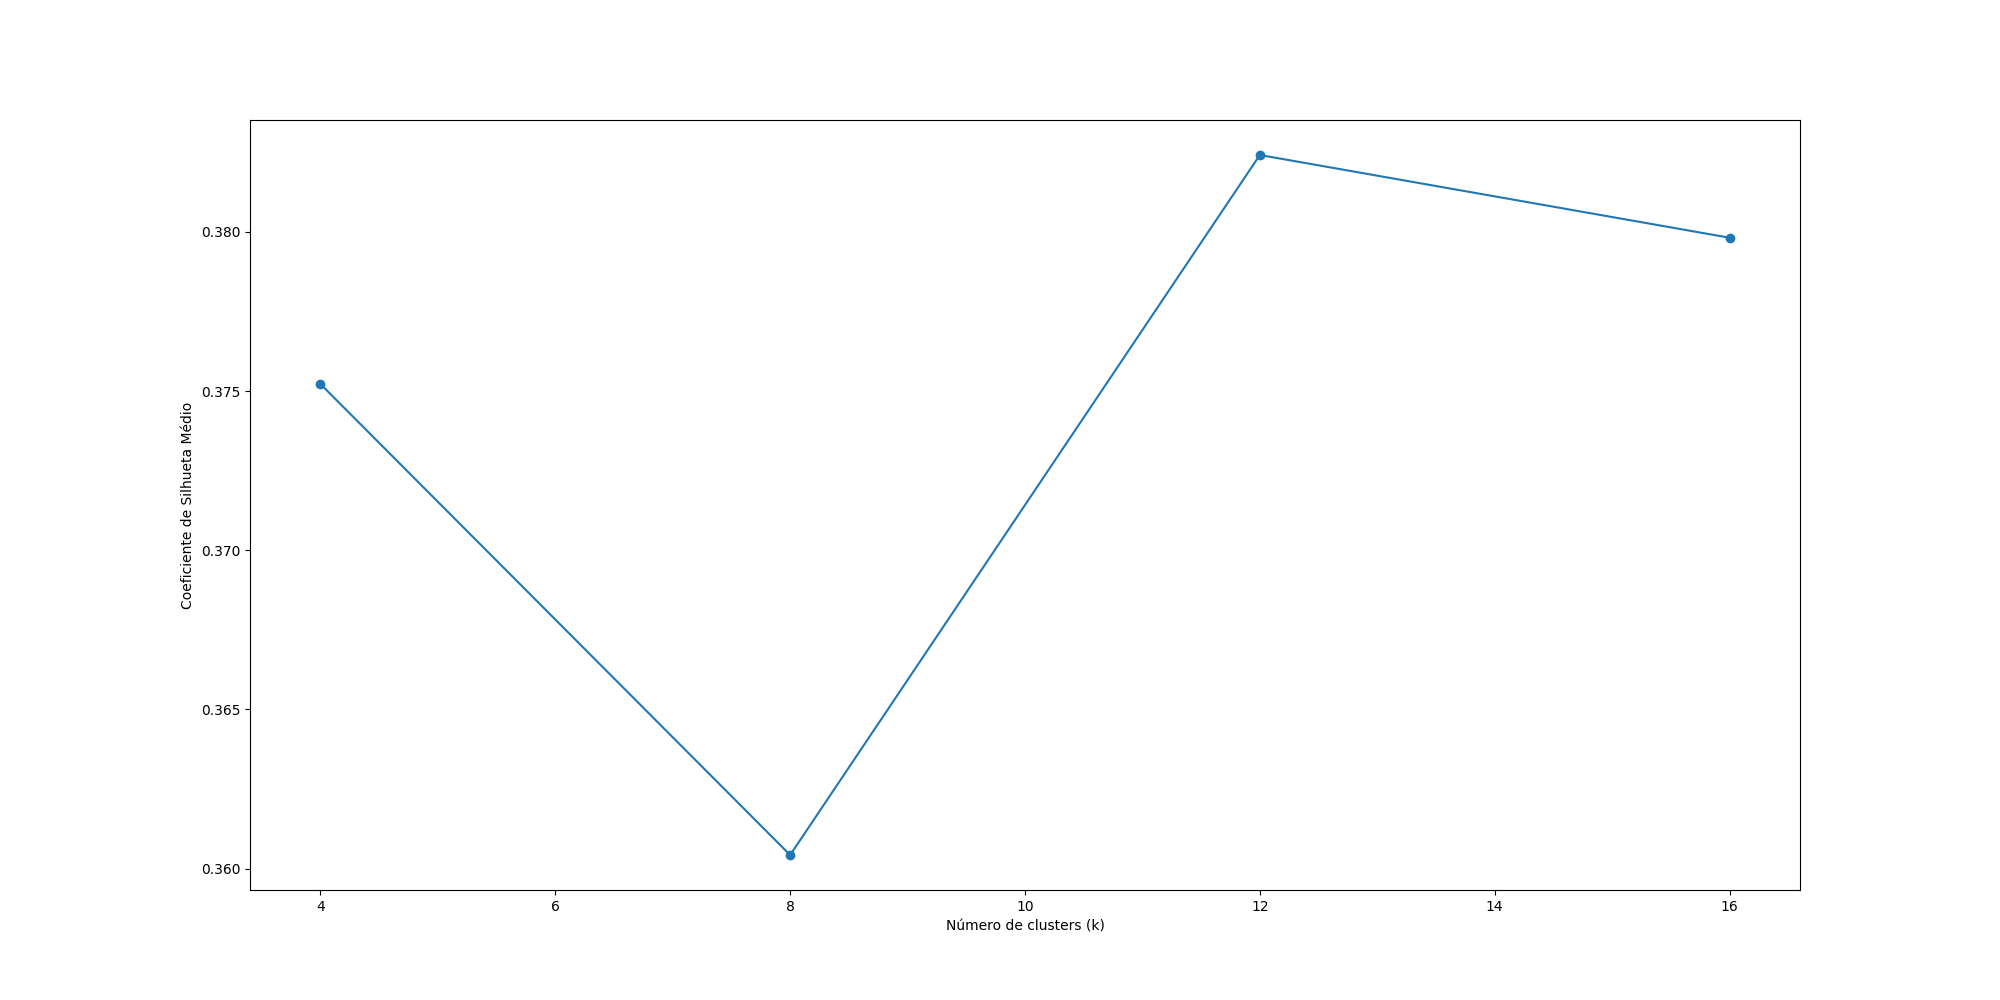 0.380
0.375
0.370
0.365
0.360
Coeficiente de Silhueta Médio
4 6 8 10 12 14 16
Número de clusters (k)